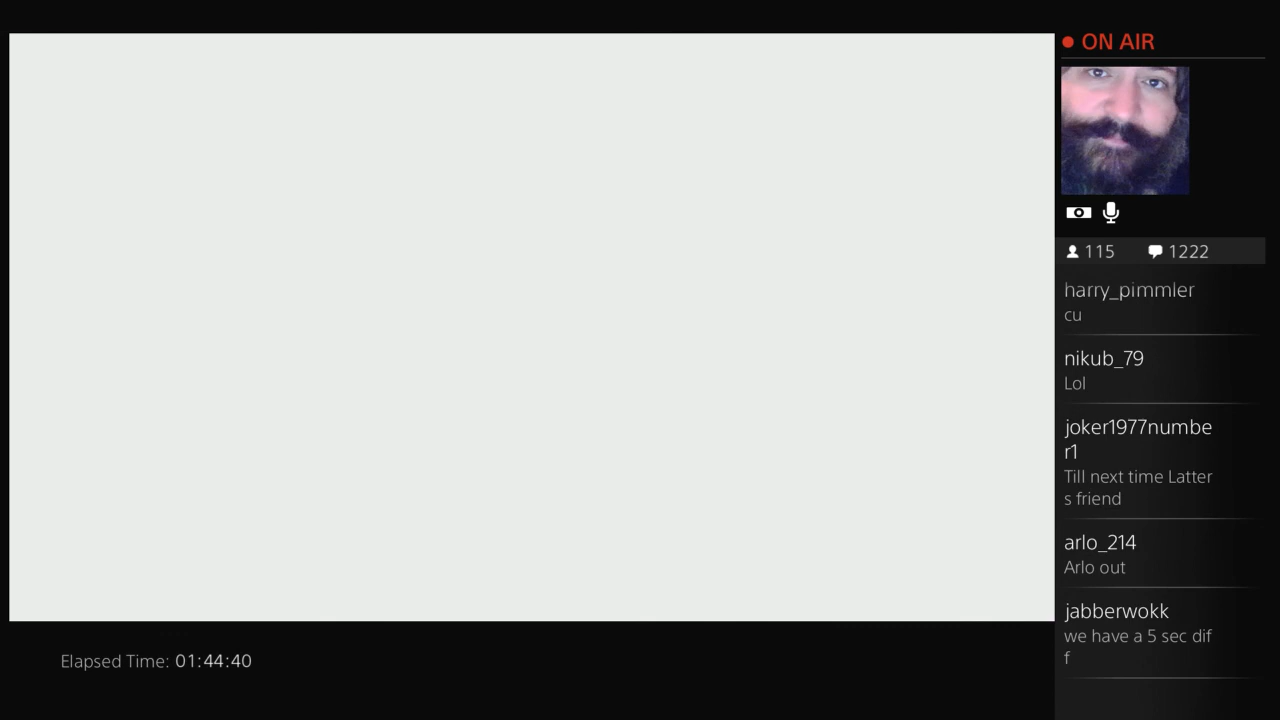 ON AIR
115 1222
harry_pimmler
cu
nikub_79
Lol
joker1977numbe
r1
Till next time Latter
s friend
arlo_214
Arlo out
jabberwokk
we have a 5 sec dif
f
Elapsed Time: 01:44:40